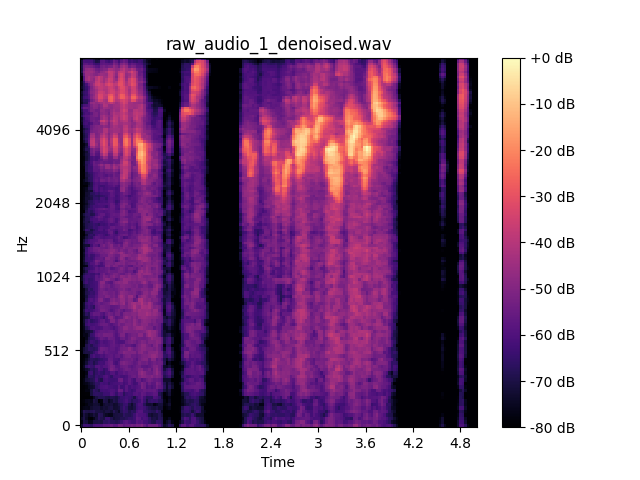 raw_audio_1_denoised.wav
Hz
4096
2048
1024
512
0
0 0.6 1.2 1.8 2.4 3 3.6 4.2 4.8
Time
+0 dB
-10 dB
-20 dB
-30 dB
-40 dB
-50 dB
-60 dB
-70 dB
-80 dB